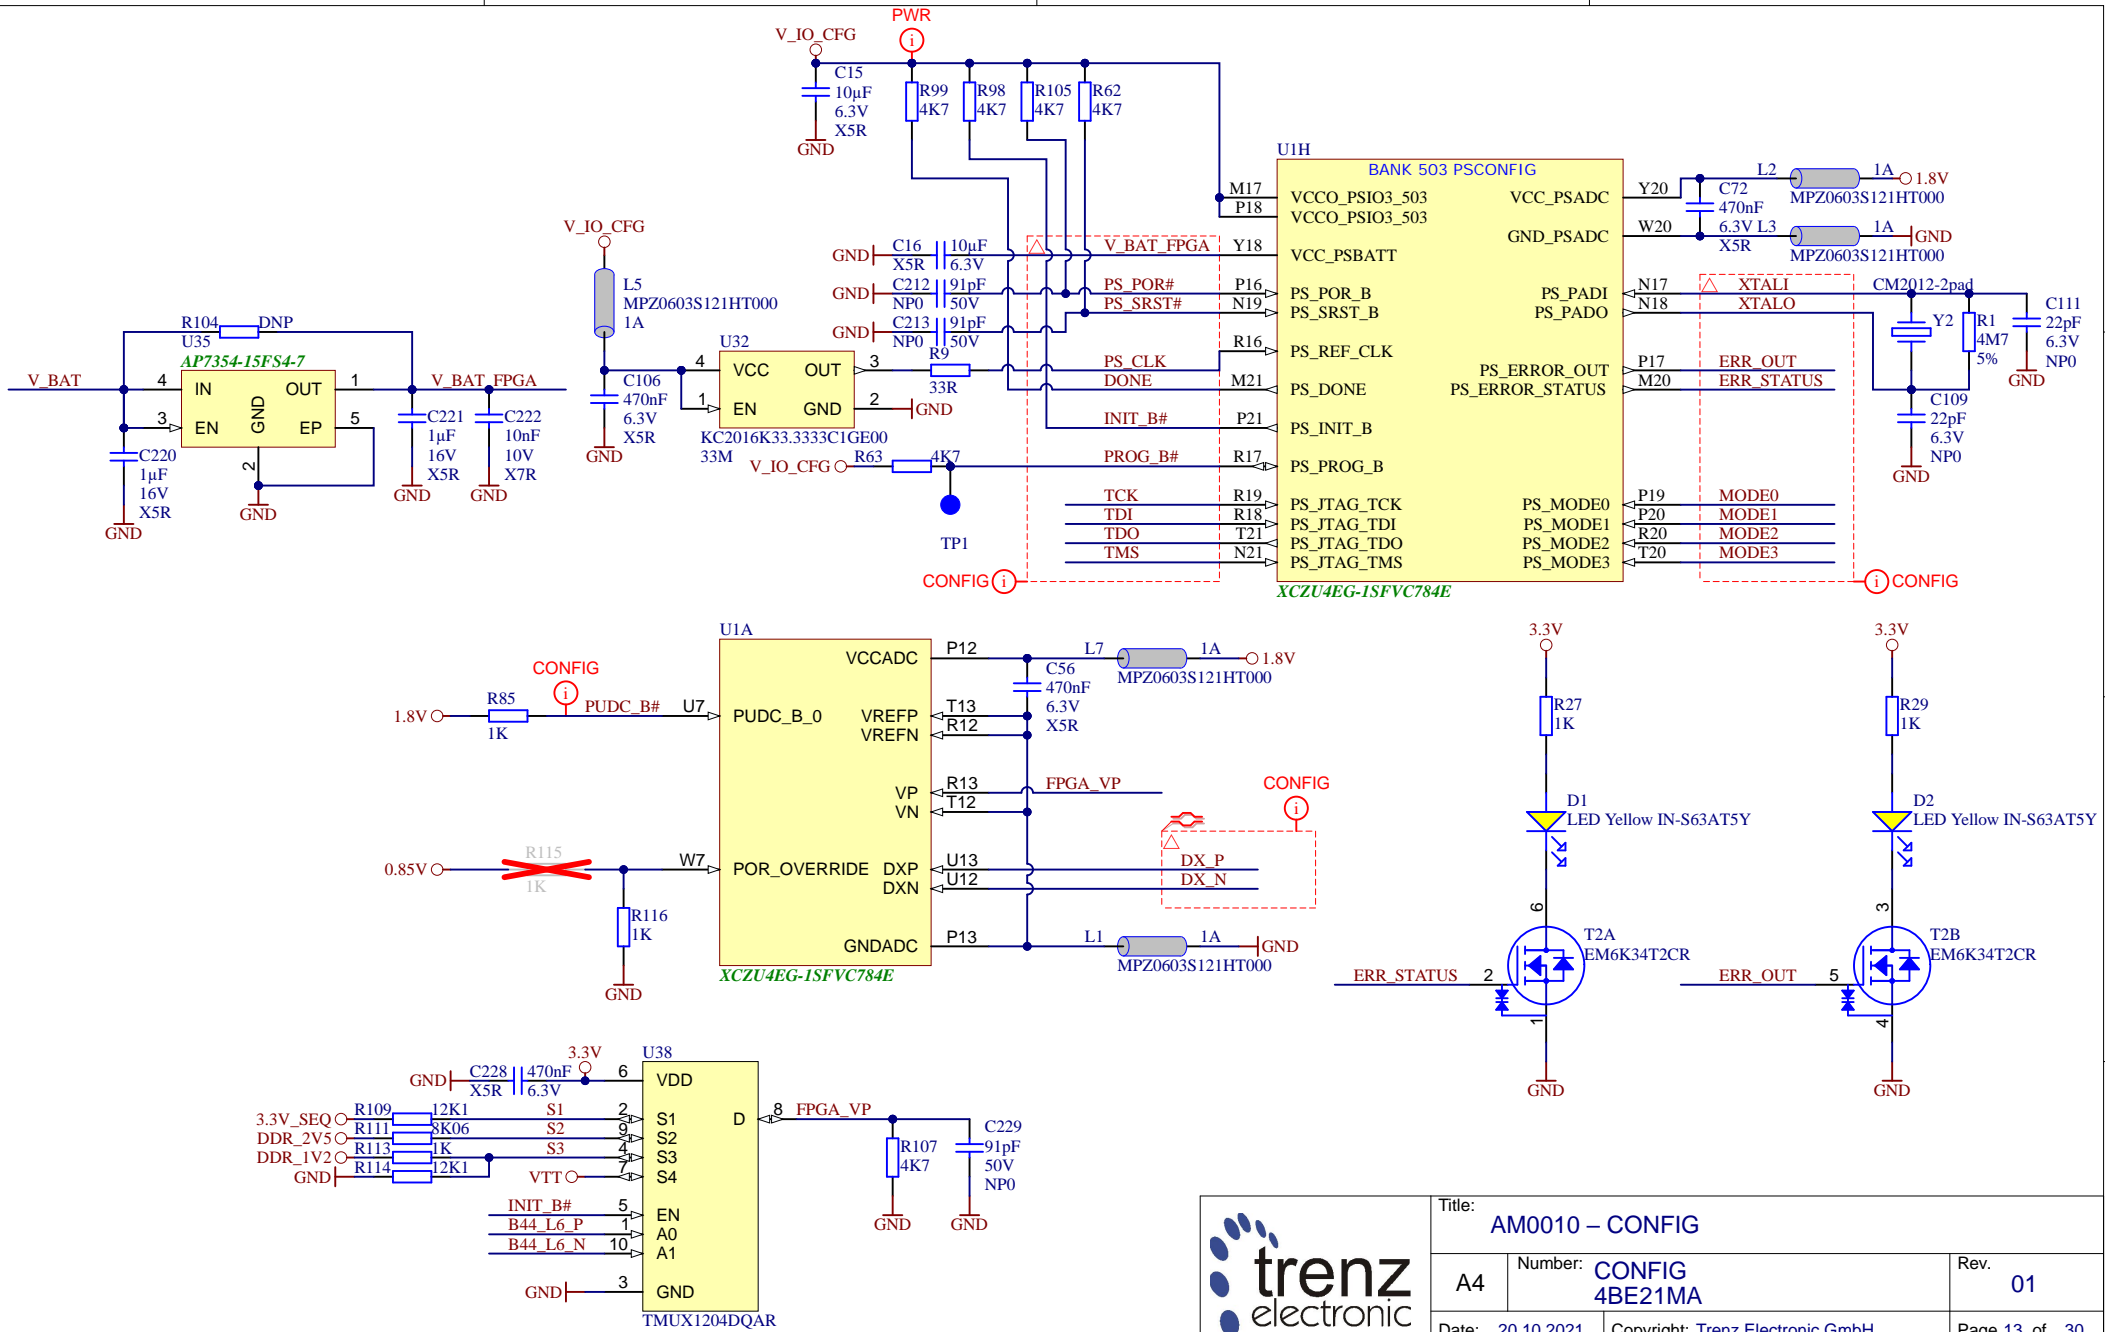 PWR
V_IO_CFG
C15
10µF
6.3V
X5R
GND
R99
4K7
R98
4K7
R105
4K7
R62
4K7
U1H
BANK 503 PSCONFIG
M17 VCCO_PSIO3_503
P18 VCCO_PSIO3_503
V_BAT_FPGA Y18 VCC_PSBATT
PS_POR# P16 PS_POR_B
PS_SRST# N19 PS_SRST_B
PS_CLK R16 PS_REF_CLK
DONE M21 PS_DONE
INIT_B# P21 PS_INIT_B
PROG_B# R17 PS_PROG_B
TCK R19 PS_JTAG_TCK
TDI R18 PS_JTAG_TDI
TDO T21 PS_JTAG_TDO
TMS N21 PS_JTAG_TMS
VCC_PSADC Y20
GND_PSADC W20
PS_PADI N17 XTALI
PS_PADO N18 XTALO
PS_ERROR_OUT P17 ERR_OUT
PS_ERROR_STATUS M20 ERR_STATUS
PS_MODE0 P19 MODE0
PS_MODE1 P20 MODE1
PS_MODE2 R20 MODE2
PS_MODE3 T20 MODE3
XCZU4EG-1SFVC784E
CONFIG
CONFIG
L2 1A 1.8V
MPZ0603S121HT000
C72
470nF
6.3V
X5R
L3 1A GND
MPZ0603S121HT000
CM2012-2pad
Y2
R1
4M7
5%
C111
22pF
6.3V
NP0
GND
C109
22pF
6.3V
NP0
GND
GND C16 10µF
X5R 6.3V
GND C212 91pF
NP0 50V
GND C213 91pF
NP0 50V
R9
33R
V_IO_CFG
L5
MPZ0603S121HT000
1A
C106
470nF
6.3V
X5R
GND
U32
4 VCC OUT 3
1 EN GND 2 GND
KC2016K33.3333C1GE00
33M
V_IO_CFG R63 4K7
TP1
R104 DNP
U35
AP7354-15FS4-7
V_BAT 4 IN OUT 1 V_BAT_FPGA
3 EN GND EP 5
2
GND
C220
1µF
16V
X5R
GND
C221
1µF
16V
X5R
GND
C222
10nF
10V
X7R
GND
U1A
VCCADC P12
VREFP T13
VREFN R12
VP R13 FPGA_VP
VN T12
DXP U13 DX_P
DXN U12 DX_N
GNDADC P13
XCZU4EG-1SFVC784E
CONFIG
1.8V R85 PUDC_B# U7 PUDC_B_0
1K
0.85V R115 W7 POR_OVERRIDE
1K
R116
1K
GND
L7 1A 1.8V
MPZ0603S121HT000
C56
470nF
6.3V
X5R
CONFIG
L1 1A GND
MPZ0603S121HT000
3.3V
R27
1K
D1
LED Yellow IN-S63AT5Y
6
T2A
EM6K34T2CR
ERR_STATUS 2
1
GND
3.3V
R29
1K
D2
LED Yellow IN-S63AT5Y
3
T2B
EM6K34T2CR
ERR_OUT 5
4
GND
3.3V
U38
GND C228 470nF 6 VDD
X5R 6.3V
3.3V_SEQ R109 12K1 S1 2 S1
DDR_2V5 R111 8K06 S2 9 S2
DDR_1V2 R113 1K S3 4 S3
GND R114 12K1 VTT 7 S4
INIT_B# 5 EN
B44_L6_P 1 A0
B44_L6_N 10 A1
GND 3 GND
TMUX1204DQAR
D 8 FPGA_VP
R107
4K7
GND
C229
91pF
50V
NP0
GND
trenz
electronic
Title:
AM0010 – CONFIG
A4
Number: CONFIG
4BE21MA
Rev.
01
Date: 20.10.2021 Copyright: Trenz Electronic GmbH Page 13 of 30